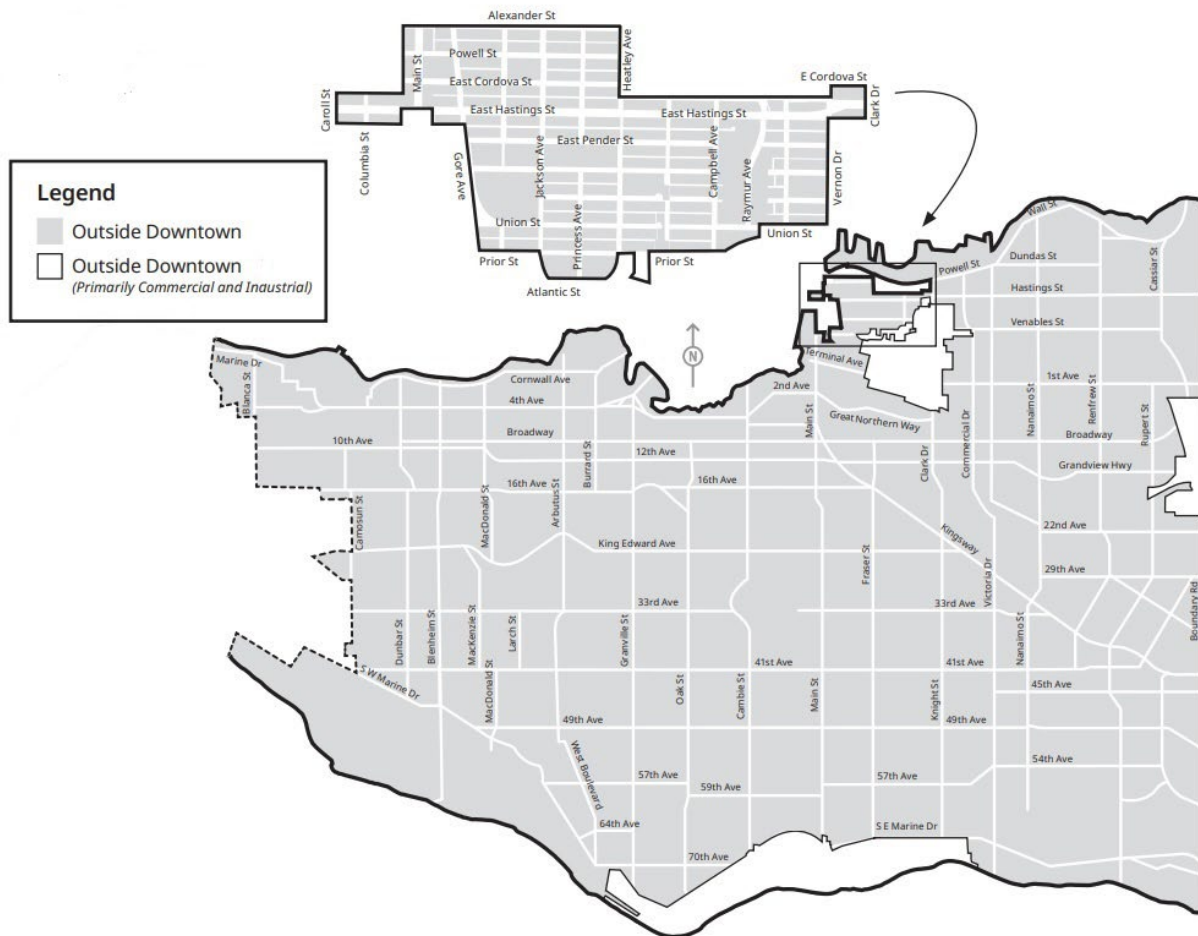 Alexander St
Powell St
Main St
Heatley Ave
East Cordova St
E Cordova St
Caroll St
East Hastings St
East Hastings St
Clark Dr
Columbia St
East Pender St
Gore Ave
Jackson Ave
Campbell Ave
Raymur Ave
Vernon Dr
Union St
Princess Ave
Union St
Prior St
Prior St
Atlantic St
Legend
Outside Downtown
Outside Downtown
(Primarily Commercial and Inaustrial)
N
Wall St
Dundas St
Powell St
Cassiar St
Hastings St
Venables St
Marine Dr
Blanca St
Cornwall Ave
Terminal Ave
2nd Ave
1st Ave
4th Ave
Main St
Great Northern Way
Nanaimo St
Renfrew St
Rupert St
10th Ave
Broadway
Burrard St
12th Ave
Clark Dr
Commercial Dr
Broadway
Grandview Hwy
Camosun St
MacDonald St
16th Ave
Arbutus St
16th Ave
King Edward Ave
Kingsway
22nd Ave
Fraser St
Victoria Dr
29th Ave
Dunbar St
Blenheim St
MacKenzie St
Larch St
33rd Ave
Granville St
33rd Ave
Nanaimo St
Boundary Rd
S W Marine Dr
MacDonald St
Oak St
Cambie St
41st Ave
Main St
Knight St
41st Ave
45th Ave
49th Ave
49th Ave
West Boulevard
57th Ave
59th Ave
57th Ave
54th Ave
64th Ave
S E Marine Dr
70th Ave